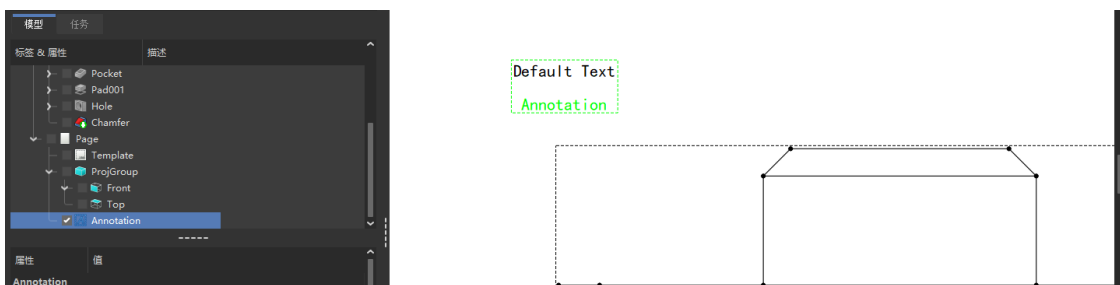 模型 任务
标签 & 属性 描述
Pocket
Pad001
Hole
Chamfer
Page
Template
ProjGroup
Front
Top
Annotation
属性 值
Annotation
Default Text
Annotation